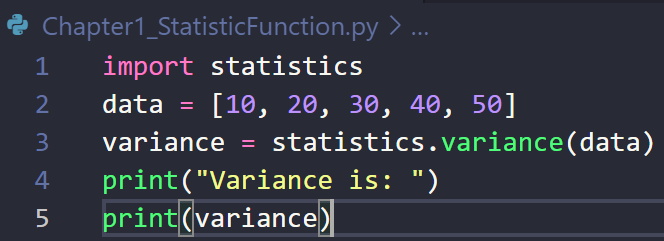 Chapter1_StatisticFunction.py > ...
1 import statistics
2 data = [10, 20, 30, 40, 50]
3 variance = statistics.variance(data)
4 print("Variance is: ")
5 print(variance)